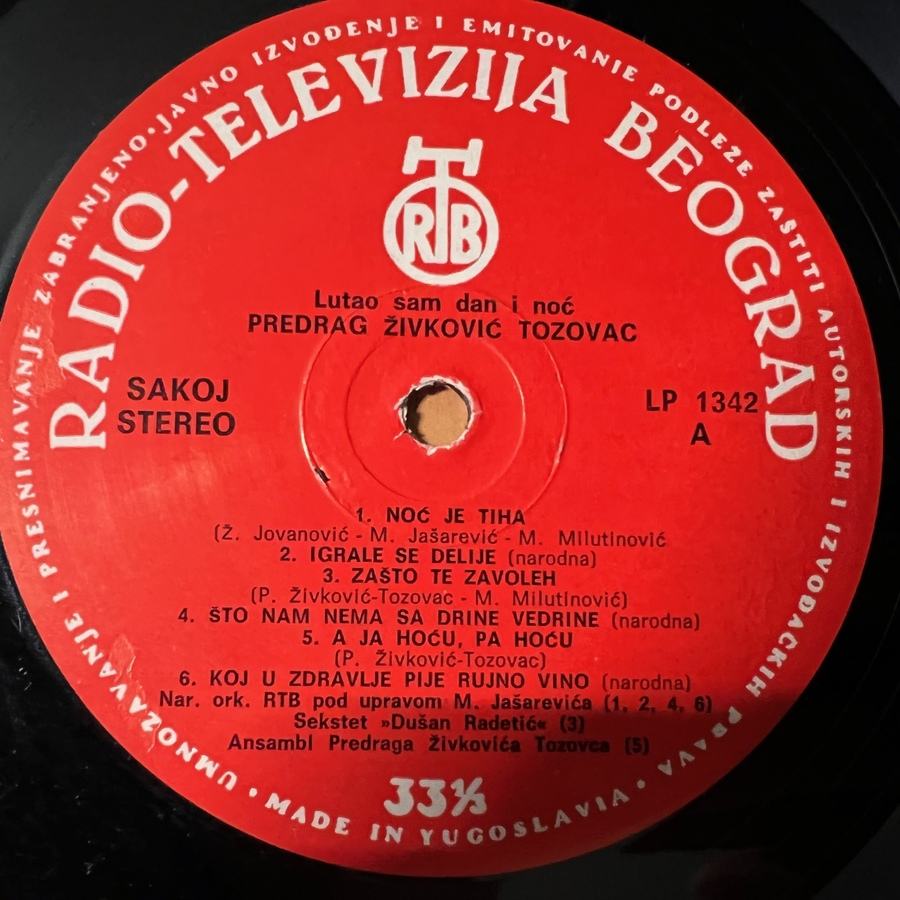 UMNOŽAVANJE I PRESNIMAVANJE ZABRANJENO • JAVNO IZVOĐENJE I EMITOVANJE PODLEŽE ZAŠTITI AUTORSKIH I IZVOĐAČKIH PRAVA • MADE IN YUGOSLAVIA •
RADIO-TELEVIZIJA BEOGRAD
RTB
Lutao sam dan i noć
PREDRAG ŽIVKOVIĆ TOZOVAC
SAKOJ
STEREO
LP 1342
A
1. NOĆ JE TIHA
(Ž. Jovanović - M. Jašarević - M. Milutinović
2. IGRALE SE DELIJE (narodna)
3. ZAŠTO TE ZAVOLEH
(P. Živković-Tozovac - M. Milutinović)
4. ŠTO NAM NEMA SA DRINE VEDRINE (narodna)
5. A JA HOĆU, PA HOĆU
(P. Živković-Tozovac)
6. KOJ U ZDRAVLJE PIJE RUJNO VINO (narodna)
Nar. ork. RTB pod upravom M. Jašarevića (1, 2, 4, 6)
Sekstet »Dušan Radetić« (3)
Ansambl Predraga Živkovića Tozovca (5)
33⅓